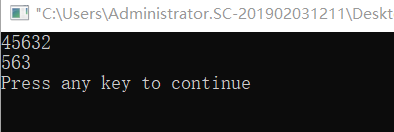 "C:\Users\Administrator.SC-201902031211\Deskt
45632
563
Press any key to continue